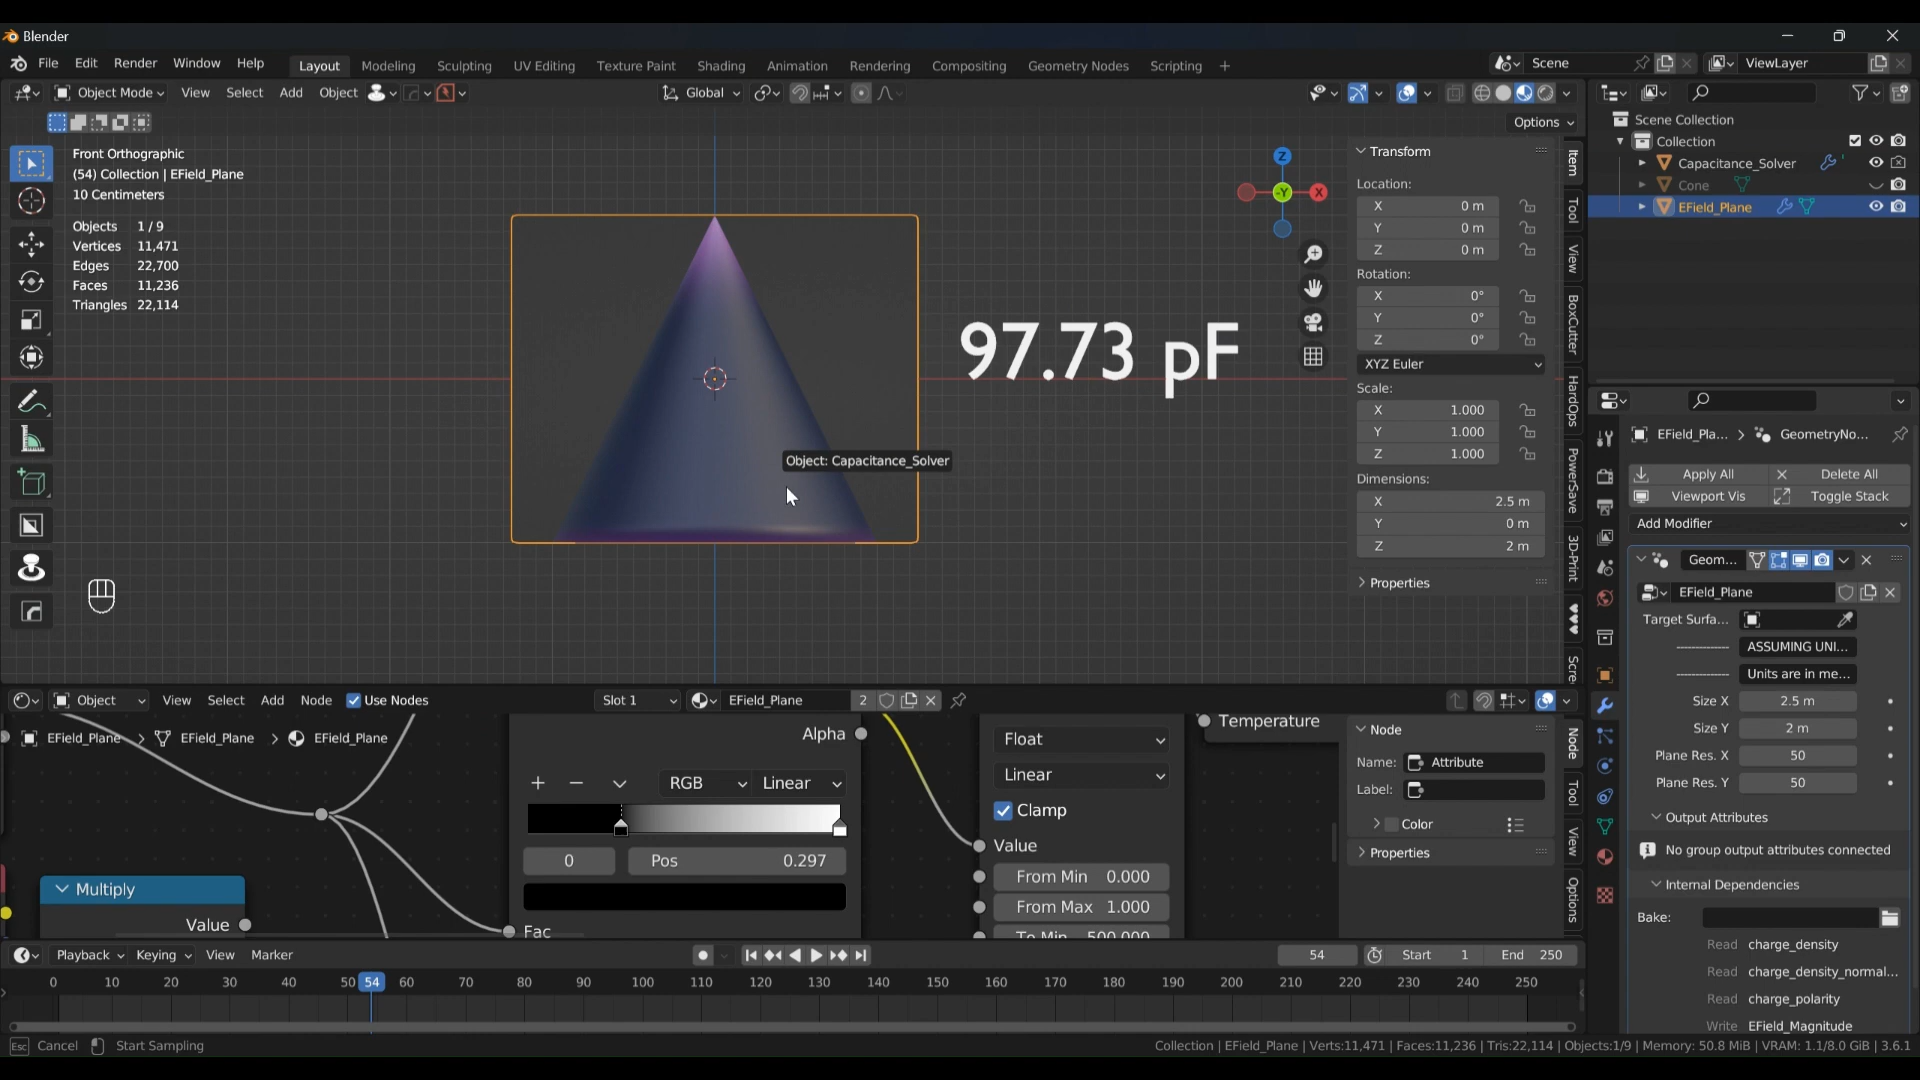 Blender
File Edit Render Window Help
Layout Modeling Sculpting UV Editing Texture Paint Shading Animation Rendering Compositing Geometry Nodes Scripting +
Scene
ViewLayer
Object Mode View Select Add Object
Global
Options
Front Orthographic
(54) Collection | EField_Plane
10 Centimeters
Objects 1/9
Vertices 11,471
Edges 22,700
Faces 11,236
Triangles 22,114
97.73 pF
Object: Capacitance_Solver
Z
-Y
X
Transform
Location:
X 0 m
Y 0 m
Z 0 m
Rotation:
X 0°
Y 0°
Z 0°
XYZ Euler
Scale:
X 1.000
Y 1.000
Z 1.000
Dimensions:
X 2.5 m
Y 0 m
Z 2 m
Properties
Item
Tool
View
BoxCutter
HardOps
PowerSave
3D-Print
♥♥♥
Scre
Scene Collection
Collection
Capacitance_Solver
Cone
EField_Plane
EField_Pla... > GeometryNo...
Apply All Delete All
Viewport Vis Toggle Stack
Add Modifier
Geom...
EField_Plane
Target Surfa...
-------------- ASSUMING UNI...
-------------- Units are in me...
Size X 2.5 m
Size Y 2 m
Plane Res. X 50
Plane Res. Y 50
Output Attributes
No group output attributes connected
Internal Dependencies
Bake:
Read charge_density
Read charge_density_normal...
Read charge_polarity
Write EField_Magnitude
Object View Select Add Node Use Nodes
Slot 1
EField_Plane 2
EField_Plane > EField_Plane > EField_Plane
Multiply
Value
Alpha
+ − RGB Linear
0 Pos 0.297
Fac
Float
Linear
Clamp
Value
From Min 0.000
From Max 1.000
To Min 500.000
Temperature
Node
Name: Attribute
Label:
Color
Properties
Node
Tool
View
Options
Playback Keying View Marker
54 Start 1 End 250
0 10 20 30 40 50 54 60 70 80 90 100 110 120 130 140 150 160 170 180 190 200 210 220 230 240 250
Esc Cancel Start Sampling
Collection | EField_Plane | Verts:11,471 | Faces:11,236 | Tris:22,114 | Objects:1/9 | Memory: 50.8 MiB | VRAM: 1.1/8.0 GiB | 3.6.1